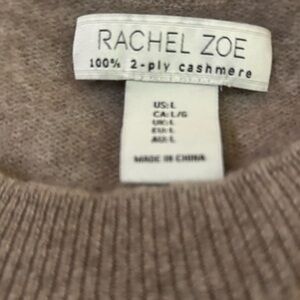 RACHEL ZOE
100% 2-ply cashmere
US: L
CA: L/G
UK: L
EU: L
AU: L
MADE IN CHINA